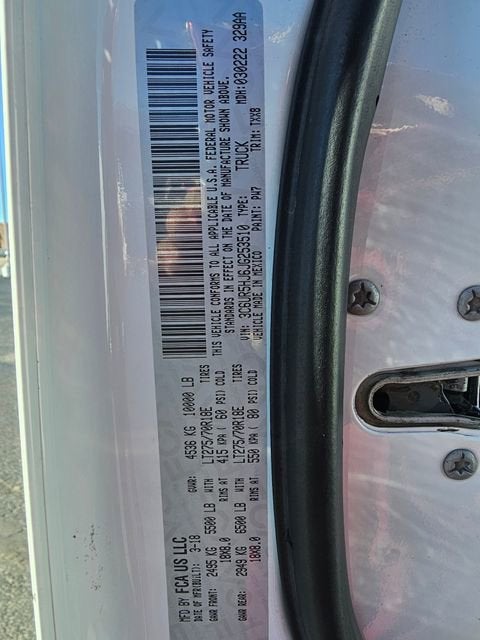 MFD BY FCA US LLC
DATE OF MFR(BUILT): 3-18 GVWR: 4536 KG 10000 LB
GAWR FRONT: 2495 KG 5500 LB WITH LT275/70R18E TIRES
18X8.0 RIMS AT 415 KPA ( 60 PSI) COLD
GAWR REAR: 2949 KG 6500 LB WITH LT275/70R18E TIRES
18X8.0 RIMS AT 550 KPA ( 80 PSI) COLD
THIS VEHICLE CONFORMS TO ALL APPLICABLE U.S.A. FEDERAL MOTOR VEHICLE SAFETY
STANDARDS IN EFFECT ON THE DATE OF MANUFACTURE SHOWN ABOVE.
VIN: 3C6UR5HJ6JG253510 TYPE: TRUCK MDH: 030222 329AA
VEHICLE MADE IN MEXICO PAINT: PW7 TRIM: TXX8